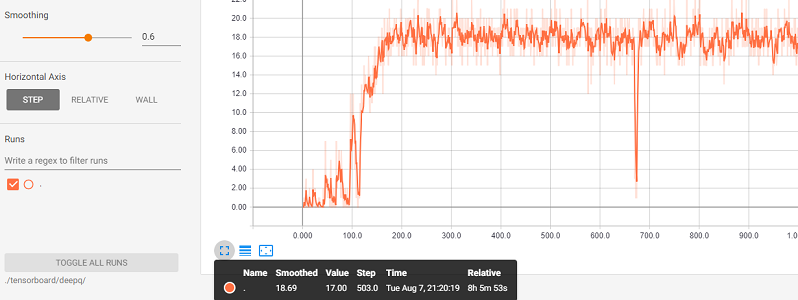 Smoothing
0.6
Horizontal Axis
STEP RELATIVE WALL
Runs
Write a regex to filter runs
.
TOGGLE ALL RUNS
./tensorboard/deepq/
22.0
20.0
18.0
16.0
14.0
12.0
10.00
8.00
6.00
4.00
2.00
0.00
0.000 100.0 200.0 300.0 400.0 500.0 600.0 700.0 800.0 900.0
Name Smoothed Value Step Time Relative
. 18.69 17.00 503.0 Tue Aug 7, 21:20:19 8h 5m 53s